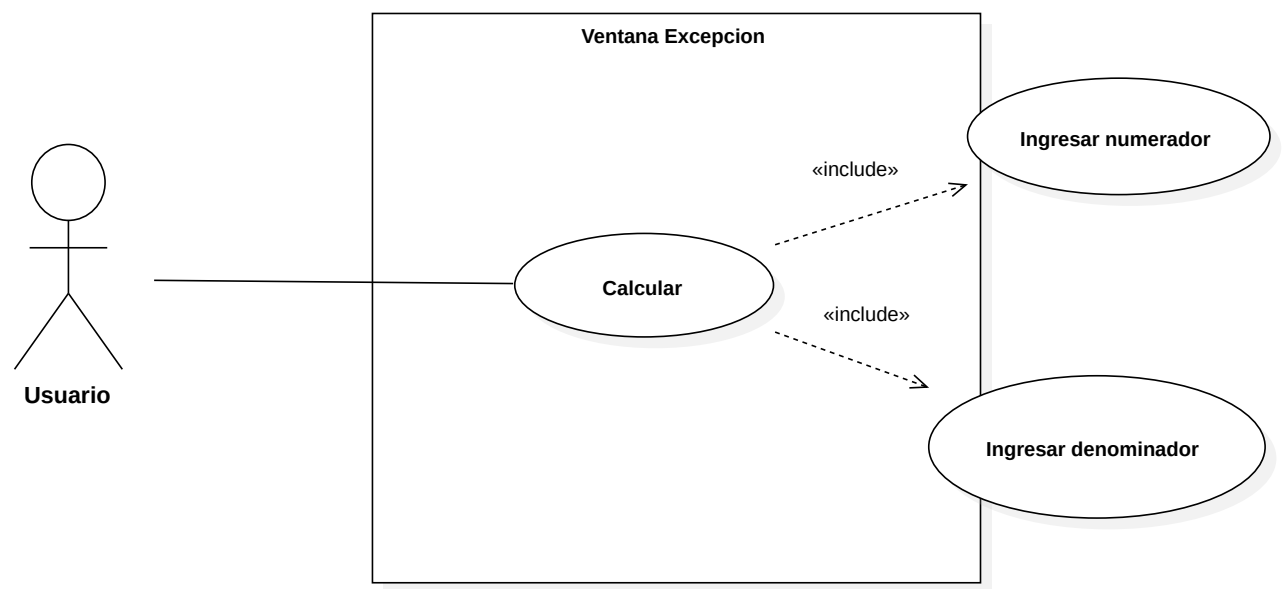 Ventana Excepcion
Ingresar numerador
«include»
Calcular
«include»
Usuario
Ingresar denominador